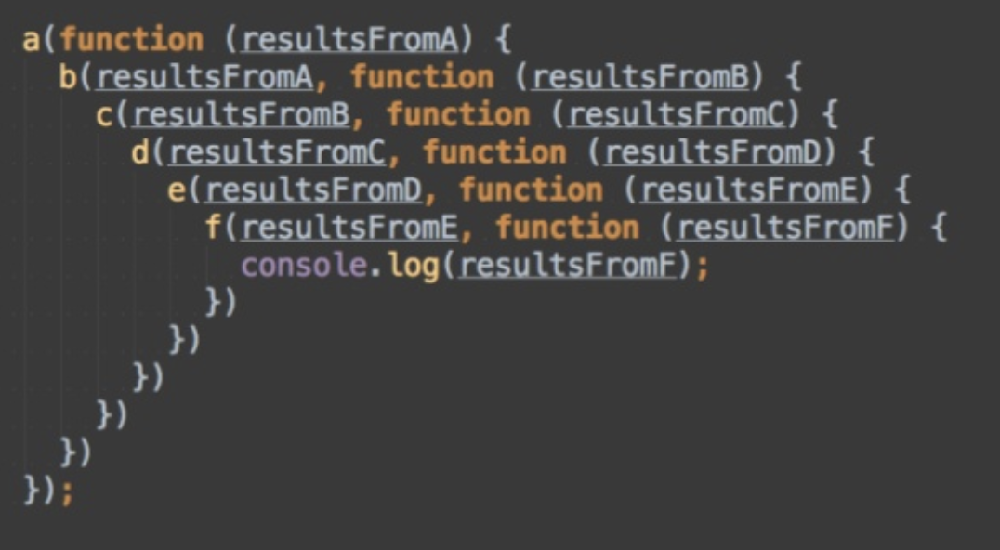 a(function (resultsFromA) {
  b(resultsFromA, function (resultsFromB) {
    c(resultsFromB, function (resultsFromC) {
      d(resultsFromC, function (resultsFromD) {
        e(resultsFromD, function (resultsFromE) {
          f(resultsFromE, function (resultsFromF) {
            console.log(resultsFromF);
          })
        })
      })
    })
  })
});